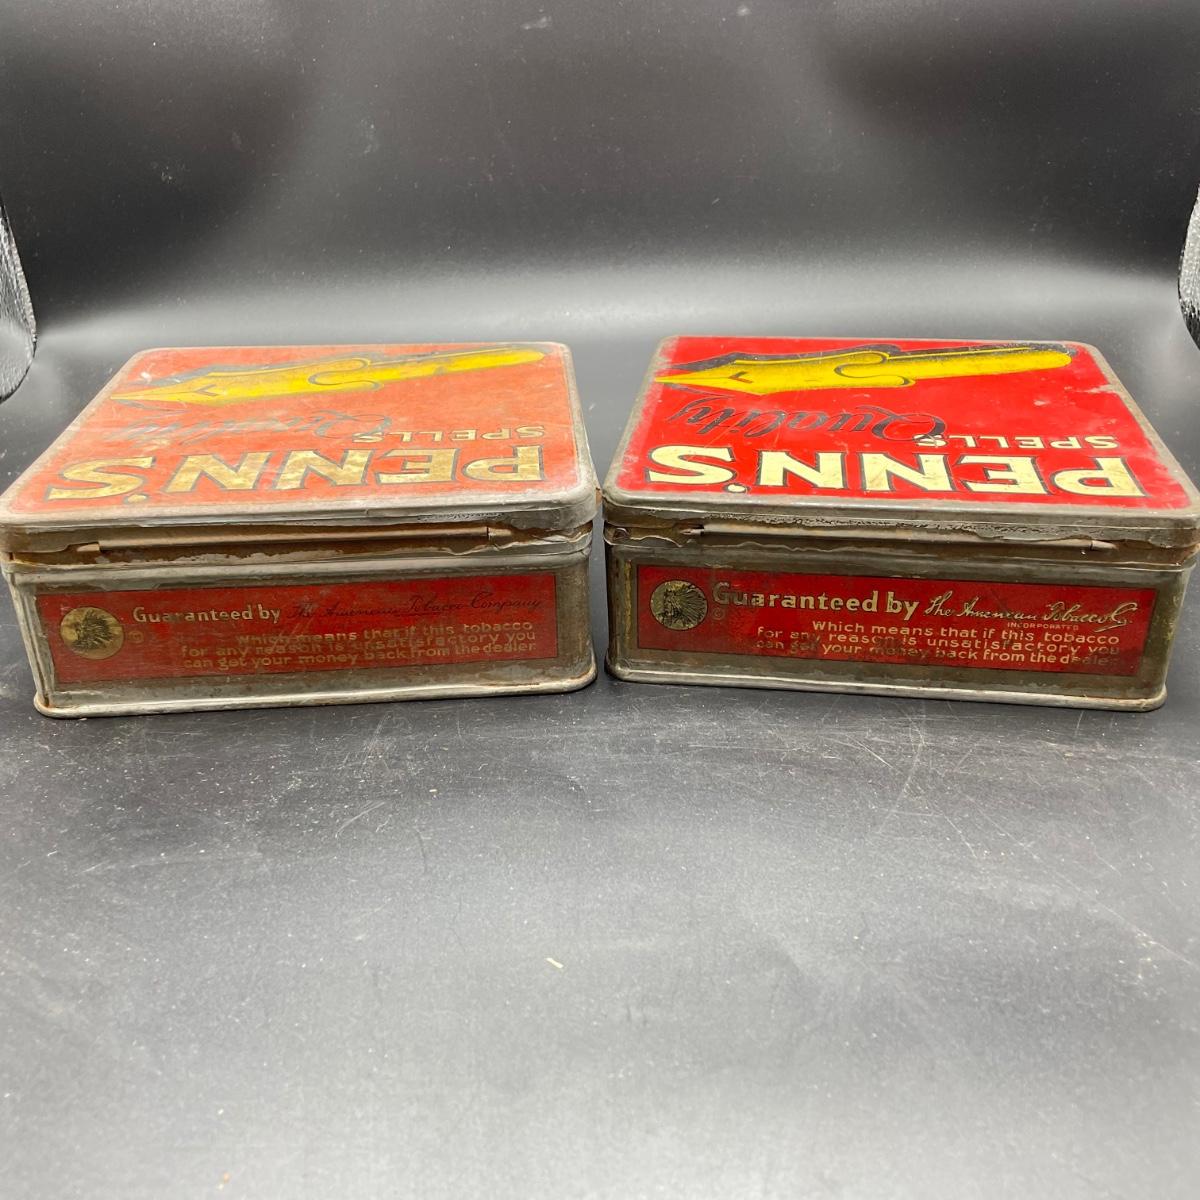 PENN'S
SPELLS
Quality
Guaranteed by The American Tobacco Company
Which means that if this tobacco
for any reason is unsatisfactory you
can get your money back from the dealer
PENN'S
SPELLS
Quality
Guaranteed by The American Tobacco Co.
INCORPORATED
Which means that if this tobacco
for any reason is unsatisfactory you
can get your money back from the dealer